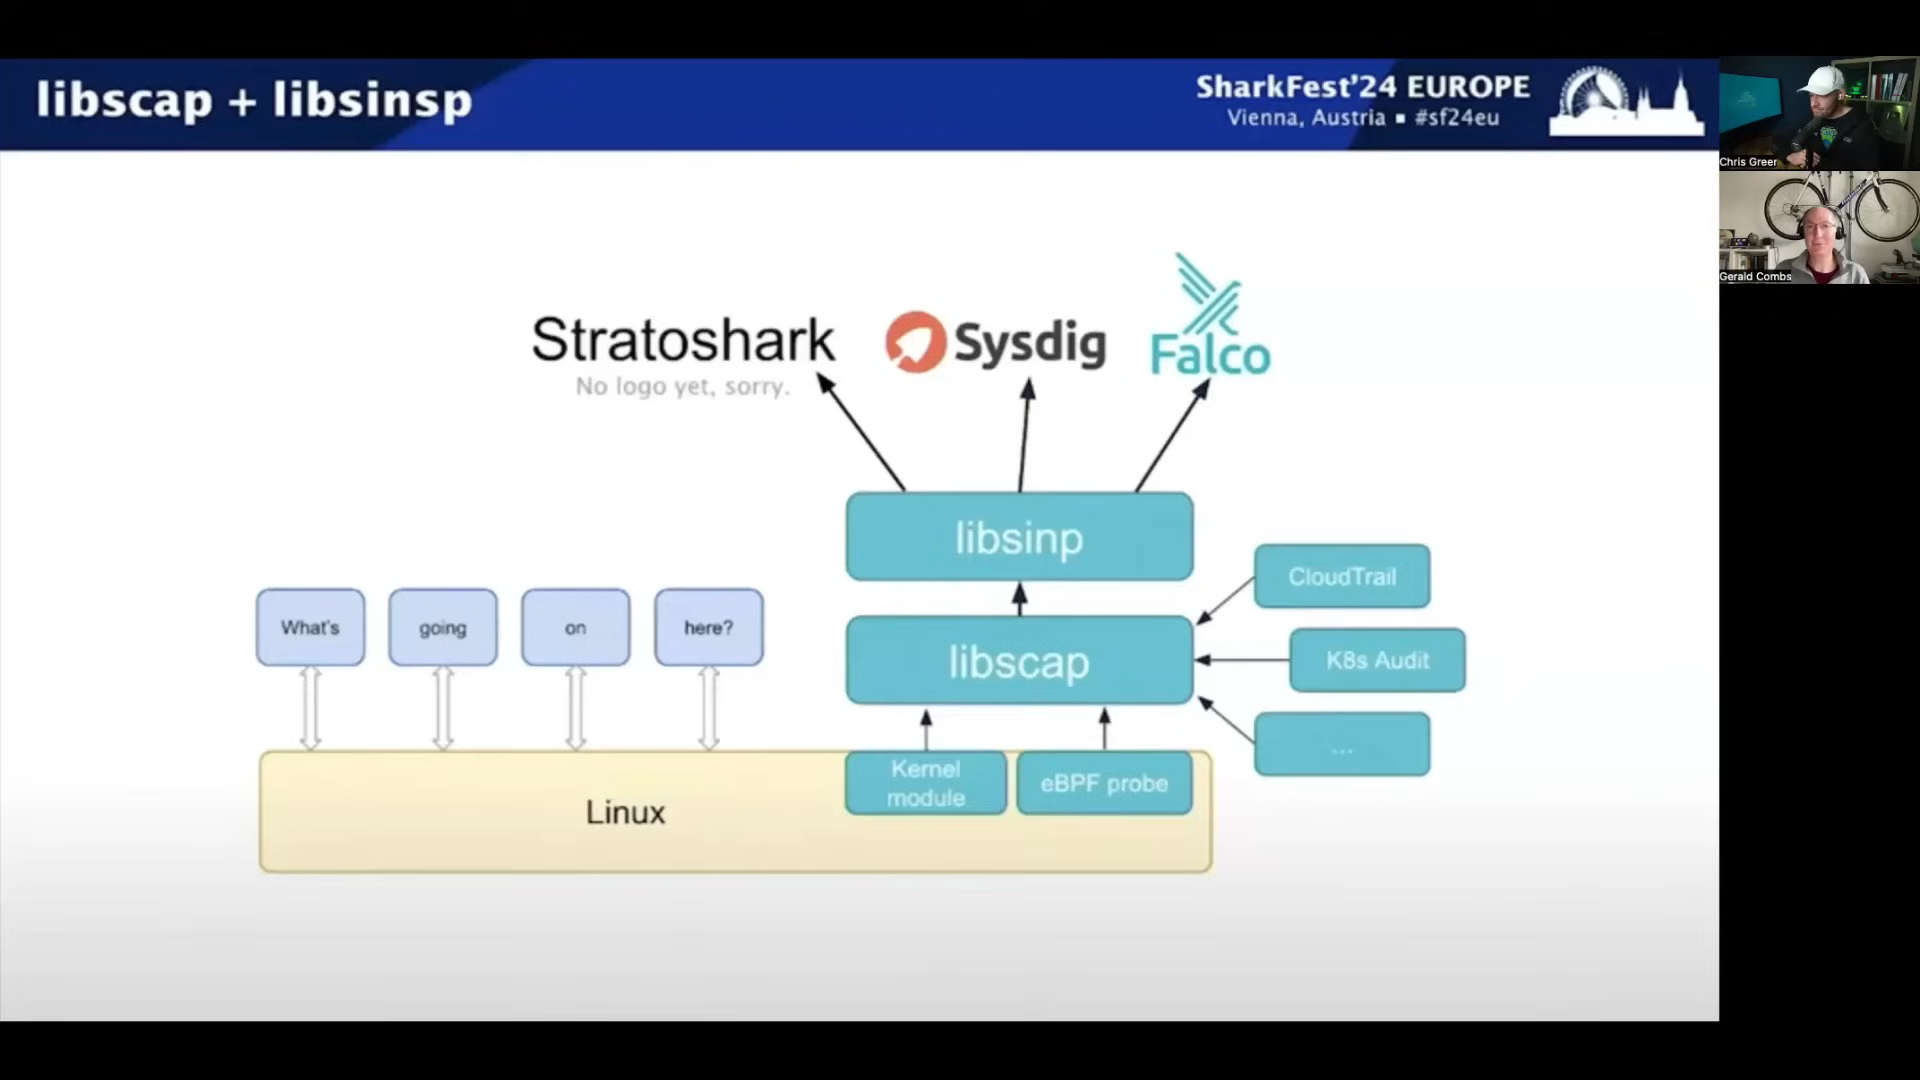 libscap + libsinsp
SharkFest'24 EUROPE
Vienna, Austria ▪ #sf24eu
Chris Greer
Gerald Combs
Stratoshark
No logo yet, sorry.
Sysdig
Falco
libsinp
CloudTrail
What's
going
on
here?
libscap
K8s Audit
...
Kernel
module
eBPF probe
Linux